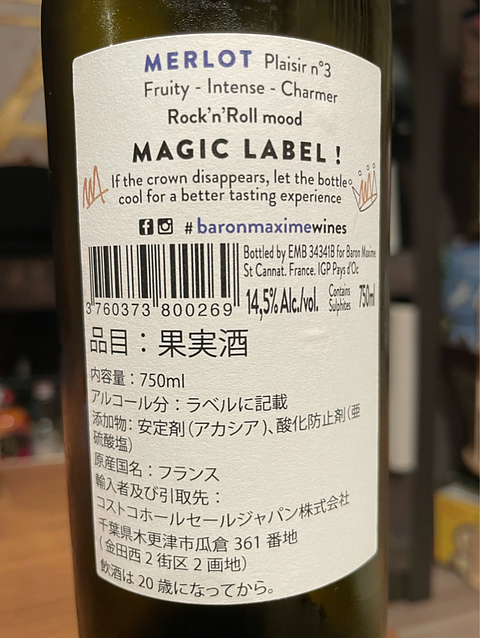 MERLOT Plaisir n°3
Fruity - Intense - Charmer
Rock'n'Roll mood
MAGIC LABEL !
If the crown disappears, let the bottle
cool for a better tasting experience
# baronmaximewines
Bottled by EMB 34341B for Baron Maxime
St Cannat. France. IGP Pays d'Oc
14,5% Alc./vol. Contains Sulphites 750ml
3 760373 800269
品目：果実酒
内容量：750ml
アルコール分：ラベルに記載
添加物：安定剤（アカシア）、酸化防止剤（亜
硫酸塩）
原産国名：フランス
輸入者及び引取先：
コストコホールセールジャパン株式会社
千葉県木更津市瓜倉 361 番地
（金田西 2 街区 2 画地）
飲酒は 20 歳になってから。